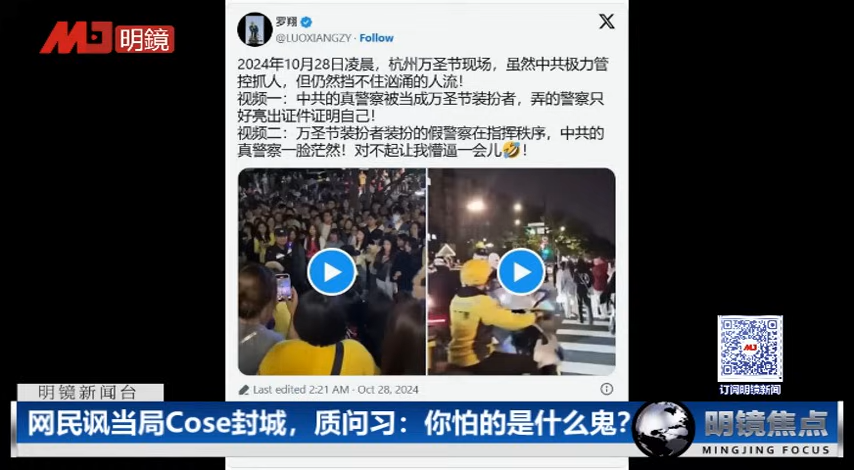 明鏡
罗翔
@LUOXIANGZY · Follow
X
2024年10月28日凌晨，杭州万圣节现场，虽然中共极力管
控抓人，但仍然挡不住汹涌的人流！
视频一：中共的真警察被当成万圣节装扮者，弄的警察只
好亮出证件证明自己！
视频二：万圣节装扮者装扮的假警察在指挥秩序，中共的
真警察一脸茫然！对不起让我懵逼一会儿🤣！
Last edited 2:21 AM · Oct 28, 2024
订阅明镜新闻
明镜新闻台
网民讽当局Cose封城，质问习：你怕的是什么鬼？
明镜焦点
MINGJING FOCUS